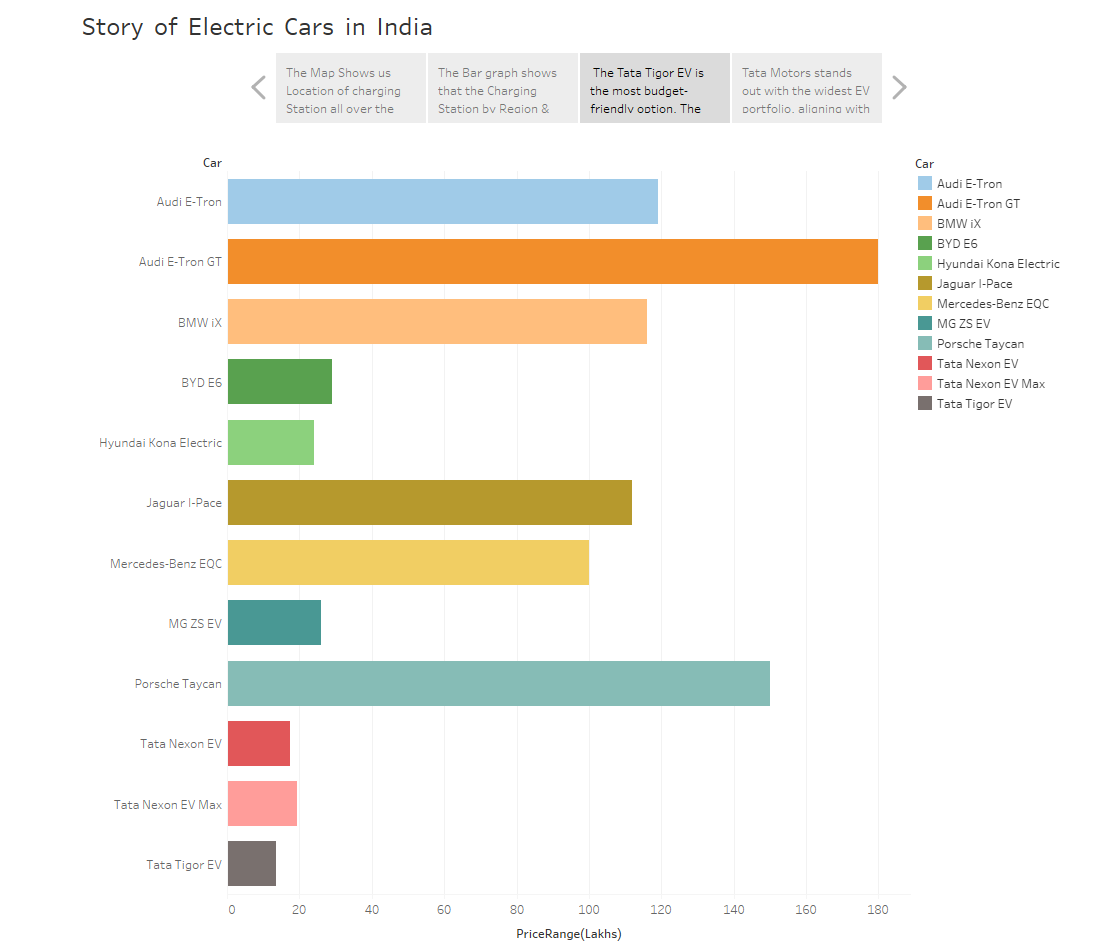 Story of Electric Cars in India
The Map Shows us
Location of charging
Station all over the
The Bar graph shows
that the Charging
Station by Region &
The Tata Tigor EV is
the most budget-
friendly option. The
Tata Motors stands
out with the widest EV
portfolio, aligning with
Car
Audi E-Tron
Audi E-Tron GT
BMW iX
BYD E6
Hyundai Kona Electric
Jaguar I-Pace
Mercedes-Benz EQC
MG ZS EV
Porsche Taycan
Tata Nexon EV
Tata Nexon EV Max
Tata Tigor EV
0 20 40 60 80 100 120 140 160 180
PriceRange(Lakhs)
Car
Audi E-Tron
Audi E-Tron GT
BMW iX
BYD E6
Hyundai Kona Electric
Jaguar I-Pace
Mercedes-Benz EQC
MG ZS EV
Porsche Taycan
Tata Nexon EV
Tata Nexon EV Max
Tata Tigor EV